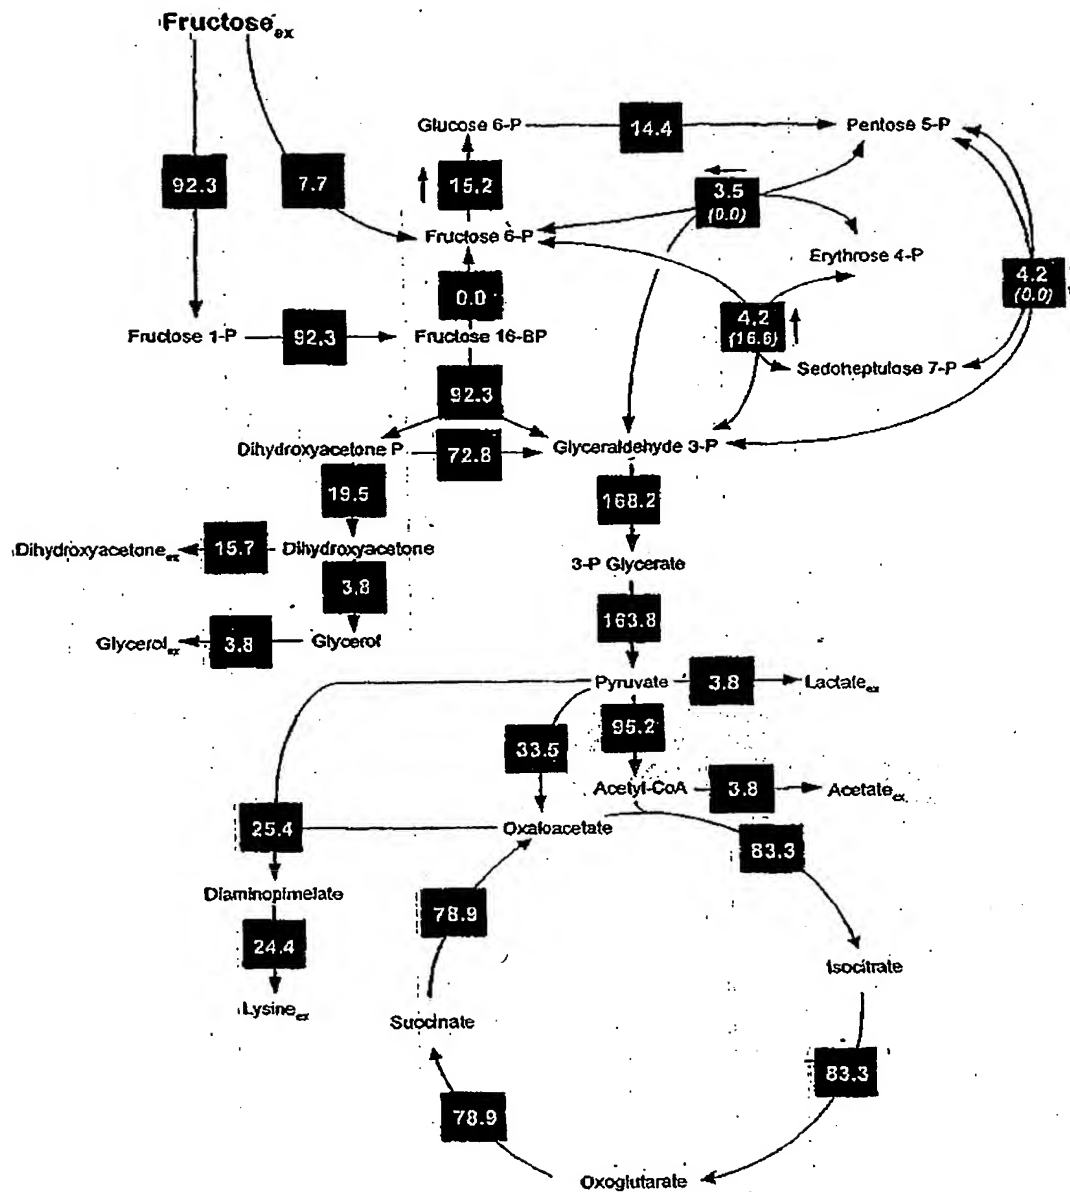 Fructose ex
Glucose 6-P 14.4 Pentose 5-P
92.3 7.7 15.2 3.5
(0.0)
Fructose 6-P
Erythrose 4-P
0.0 4.2
(0.0)
4.2
(16.6)
Fructose 1-P 92.3 Fructose 16-BP
Sedoheptulose 7-P
92.3
Dihydroxyacetone P 72.8 Glyceraldehyde 3-P
19.5 168.2
Dihydroxyacetone ex 15.7 Dihydroxyacetone
3-P Glycerate
3.8 163.8
Glycerol ex 3.8 Glycerol
Pyruvate 3.8 Lactate ex
33.5 95.2
Acetyl-CoA 3.8 Acetate ex
25.4 Oxaloacetate
83.3
Diaminopimelate
78.9
24.4
Isocitrate
Lysine ex
Succinate
83.3
78.9
Oxoglutarate